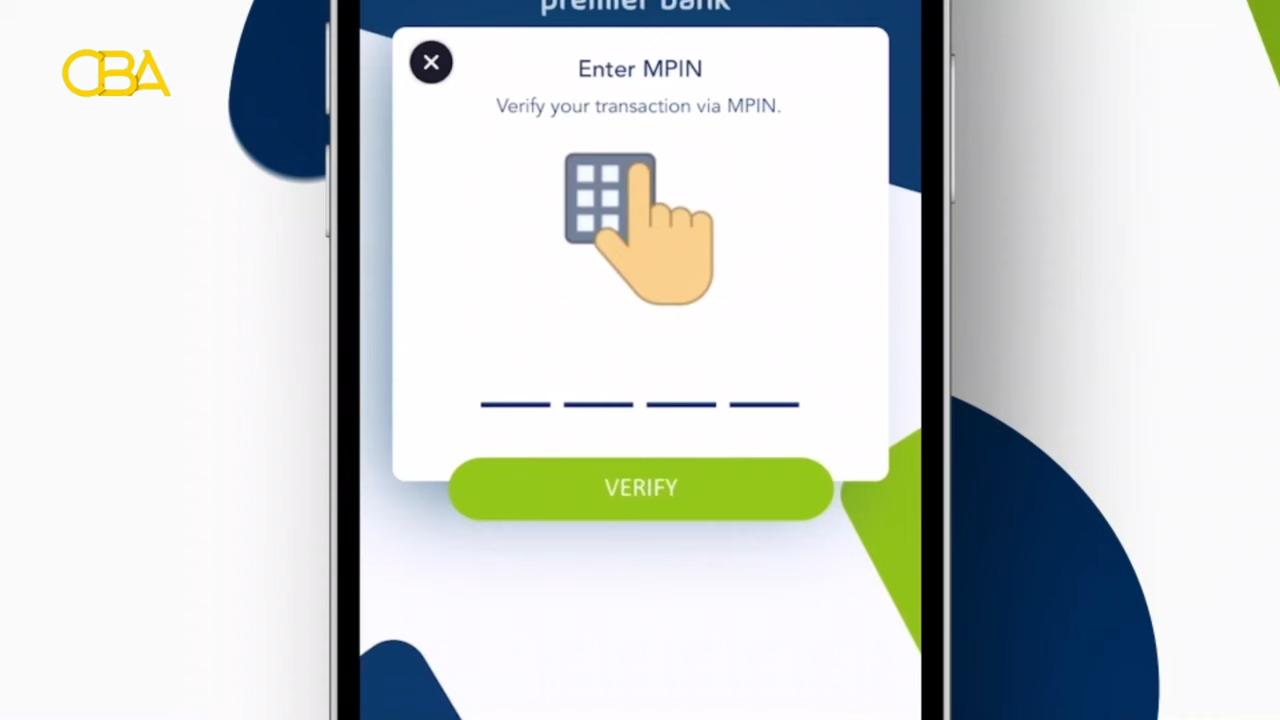 premier bank
CBA
Enter MPIN
Verify your transaction via MPIN.
VERIFY